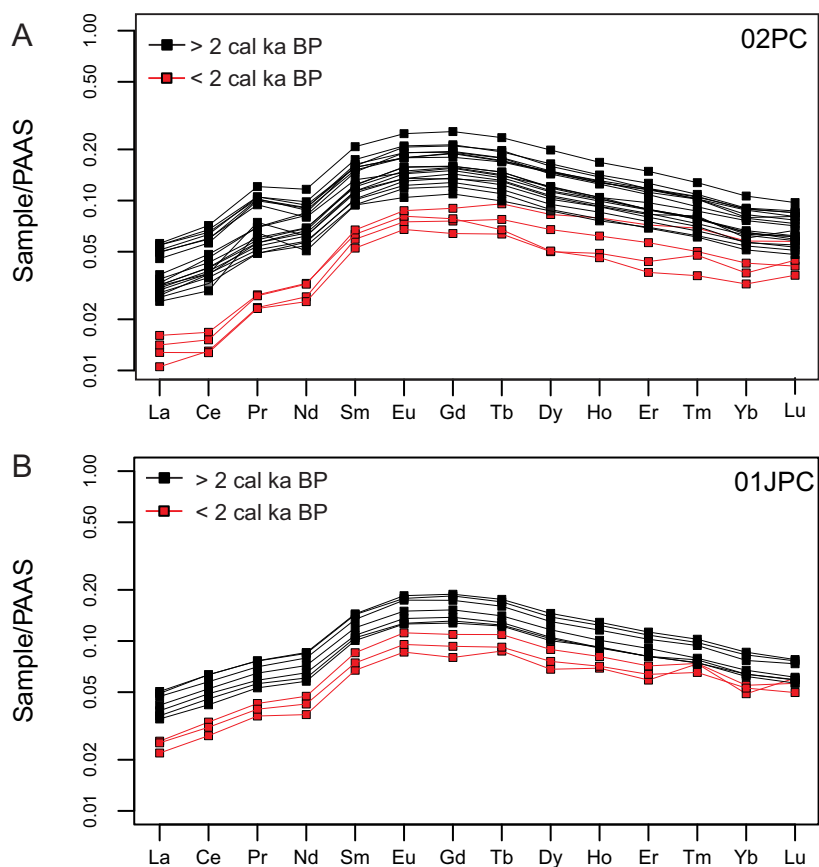 A
02PC
> 2 cal ka BP
< 2 cal ka BP
Sample/PAAS
1.00
0.50
0.20
0.10
0.05
0.02
0.01
La Ce Pr Nd Sm Eu Gd Tb Dy Ho Er Tm Yb Lu
B
01JPC
> 2 cal ka BP
< 2 cal ka BP
Sample/PAAS
1.00
0.50
0.20
0.10
0.05
0.02
0.01
La Ce Pr Nd Sm Eu Gd Tb Dy Ho Er Tm Yb Lu